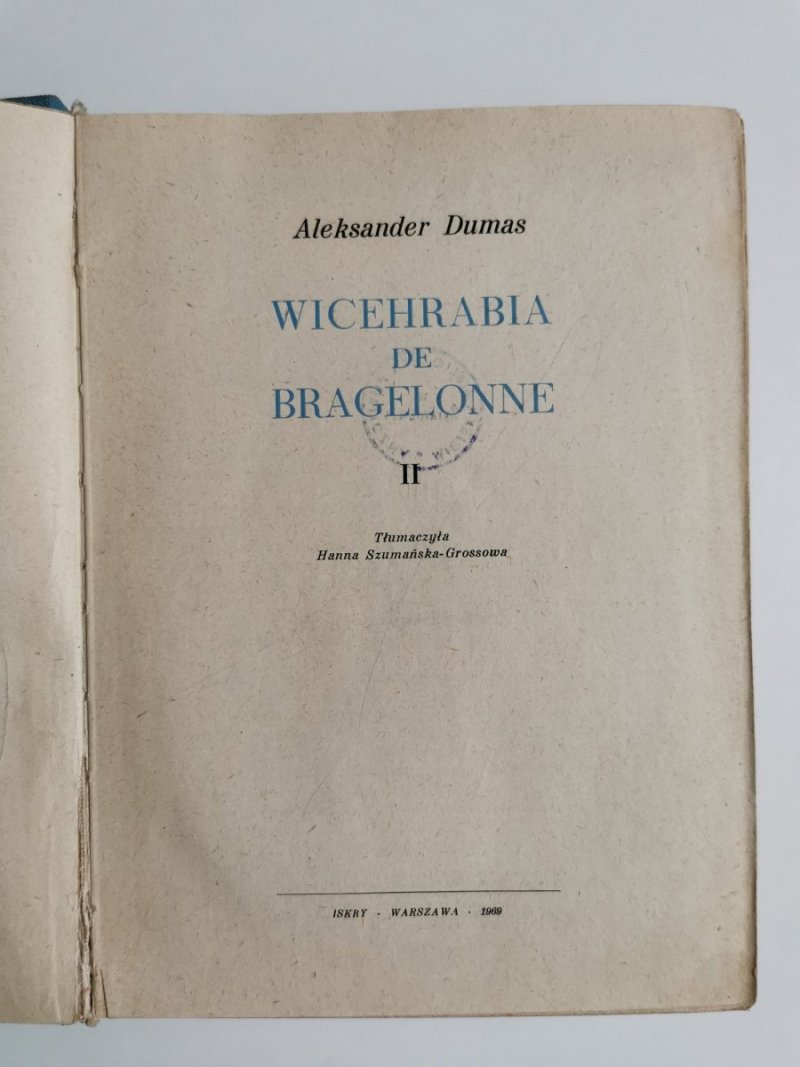 Aleksander Dumas
WICEHRABIA
DE
BRAGELONNE
II
Tłumaczyła
Hanna Szumańska-Grossowa
ISKRY · WARSZAWA · 1969